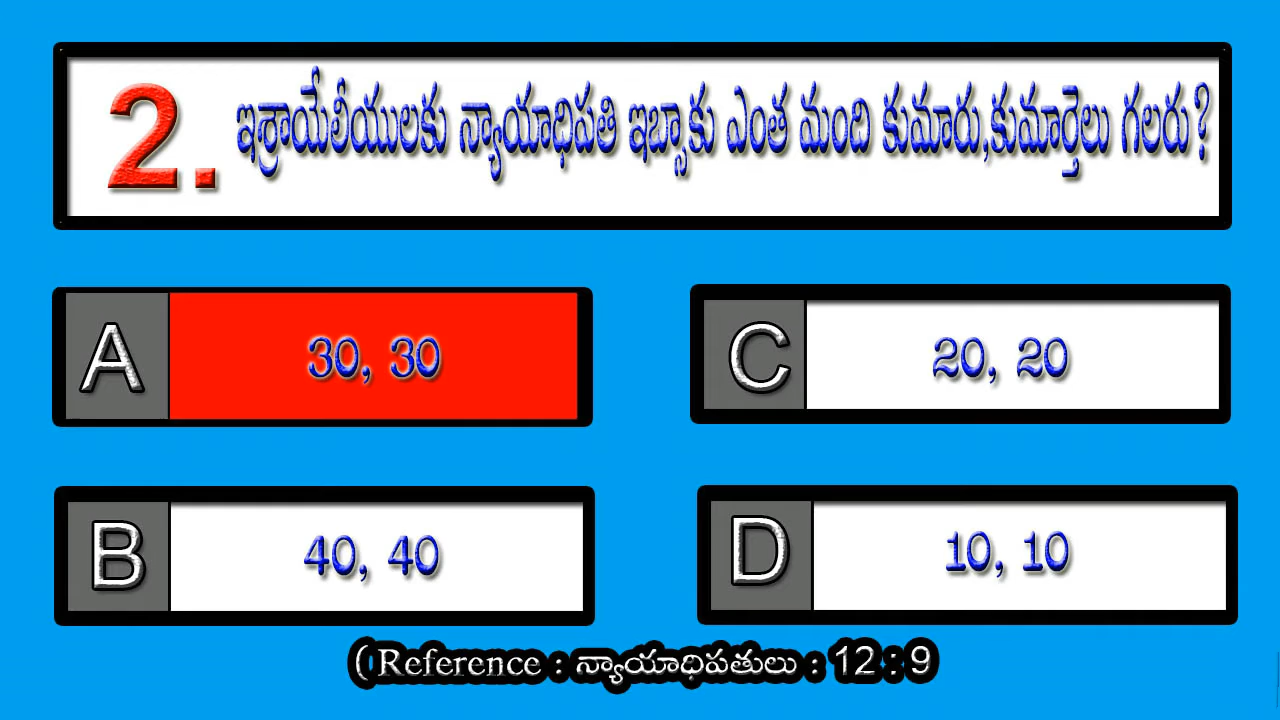 2. ఇశ్రాయేలీయులకు న్యాయాధిపతి ఇబ్సాకు ఎంత మంది కుమారు,కుమార్తెలు గలరు?
A 30, 30
C 20, 20
B 40, 40
D 10, 10
( Reference : న్యాయాధిపతులు : 12 : 9